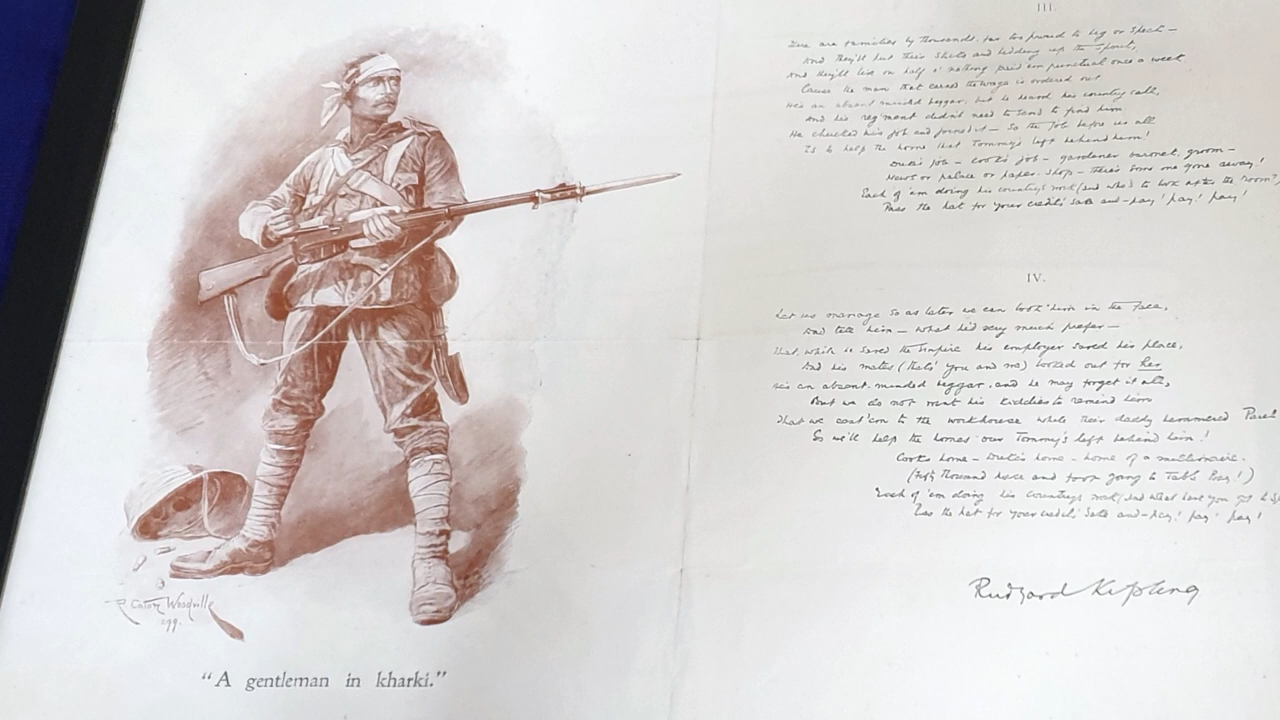 R Caton Woodville
1899.
"A gentleman in kharki."
III.
There are families by thousands, far too proud to beg or speak —
And they'll put their sticks and bedding up the spout,
And they'll live on half o' nothing paid 'em punctual once a week
Cause the man that earned the wage is ordered out
He's an absent minded beggar, but he heard his country call,
And his reg'ment didn't need to send to find him
He chucked his job and joined it — So the job before us all
Is to help the home that Tommy's left behind him!
Duke's job – cook's job – gardener baronet, groom –
Mews or palace or paper-shop – there's some one gone away!
Each of 'em doing his country's work (and who's to look after the room?
Pass the hat for your credit's sake and – pay! pay! pay!
IV.
Let us manage so as later we can look him in the face,
And tell him – what he'd very much prefer –
That, while he saved the Empire his employer saved his place,
And his mates (that's you and me) looked out for her
He's an absent-minded beggar, and he may forget it all,
But we do not want his kiddies to remind him
That we sent 'em to the workhouse while their daddy hammered Paul
So we'll help the homes our Tommy's left behind him!
Cook's home – Duke's home – home of a millionaire.
(Fifty thousand horse and foot going to Table Bay!)
Each of 'em doing his country's work (and what have you got to
Pass the hat for your credit's sake and – pay! pay! pay!
Rudyard Kipling